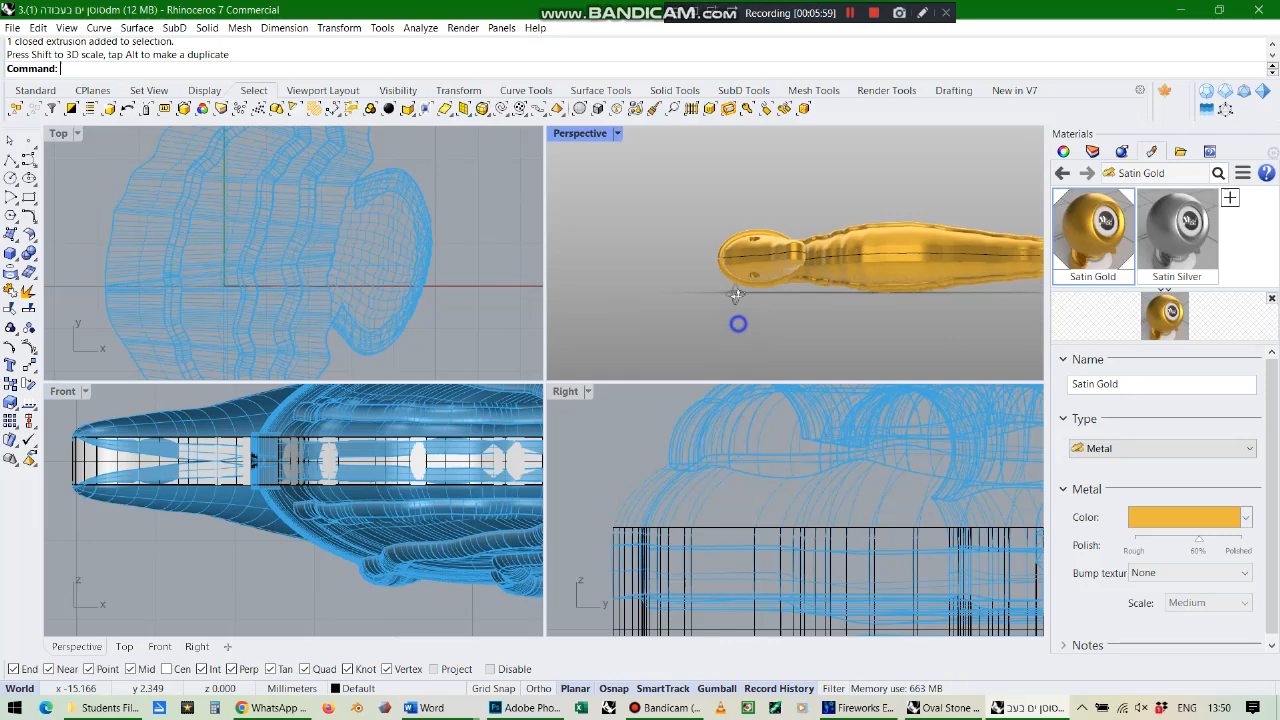 3.(1) מסטוסן ים בעבודה (12 MB) - Rhinoceros 7 Commercial
www.BANDICAM.com Recording [00:05:59]
File Edit View Curve Surface SubD Solid Mesh Dimension Transform Tools Analyze Render Panels Help
1 closed extrusion added to selection.
Press Shift to 3D scale, tap Alt to make a duplicate
Command:
Standard CPlanes Set View Display Select Viewport Layout Visibility Transform Curve Tools Surface Tools Solid Tools SubD Tools Mesh Tools Render Tools Drafting New in V7
Top Perspective
Materials
Satin Gold
Satin Gold Satin Silver
y
x
Name
Satin Gold
Front Right
Type
Metal
Metal
Color:
Polish:
Rough 60% polished
Bump textur None
Scale: Medium
z
x
z
y
Notes
Perspective Top Front Right
End Near Point Mid Cen Int Perp Tan Quad Knot Vertex Project Disable
World x -15.166 y 2.349 z 0.000 Millimeters Default Grid Snap Ortho Planar Osnap SmartTrack Gumball Record History Filter Memory use: 663 MB
Students Fil... WhatsApp ... Word Adobe Pho... Bandicam (... Fireworks E... Oval Stone ... ENG 13:50